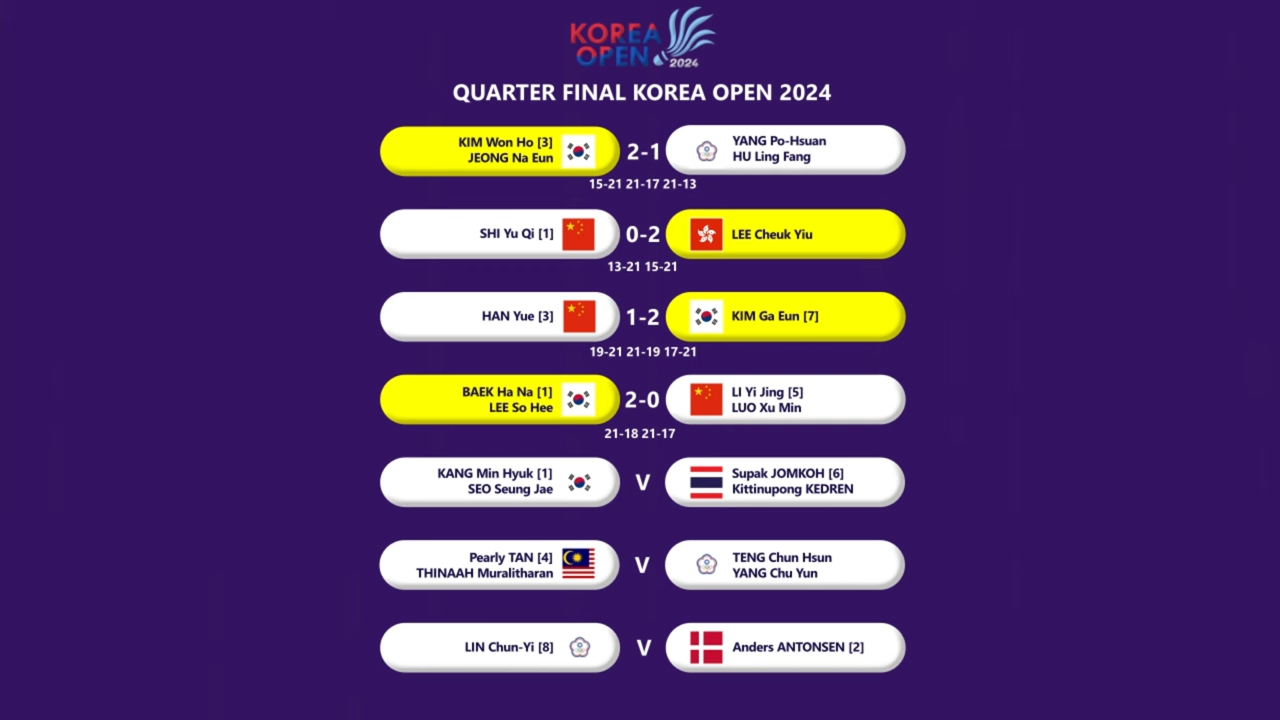 KOREA
OPEN
2024
QUARTER FINAL KOREA OPEN 2024
KIM Won Ho [3]
JEONG Na Eun
2-1
YANG Po-Hsuan
HU Ling Fang
15-21 21-17 21-13
SHI Yu Qi [1]
0-2
LEE Cheuk Yiu
13-21 15-21
HAN Yue [3]
1-2
KIM Ga Eun [7]
19-21 21-19 17-21
BAEK Ha Na [1]
LEE So Hee
2-0
LI Yi Jing [5]
LUO Xu Min
21-18 21-17
KANG Min Hyuk [1]
SEO Seung Jae
V
Supak JOMKOH [6]
Kittinupong KEDREN
Pearly TAN [4]
THINAAH Muralitharan
V
TENG Chun Hsun
YANG Chu Yun
LIN Chun-Yi [8]
V
Anders ANTONSEN [2]